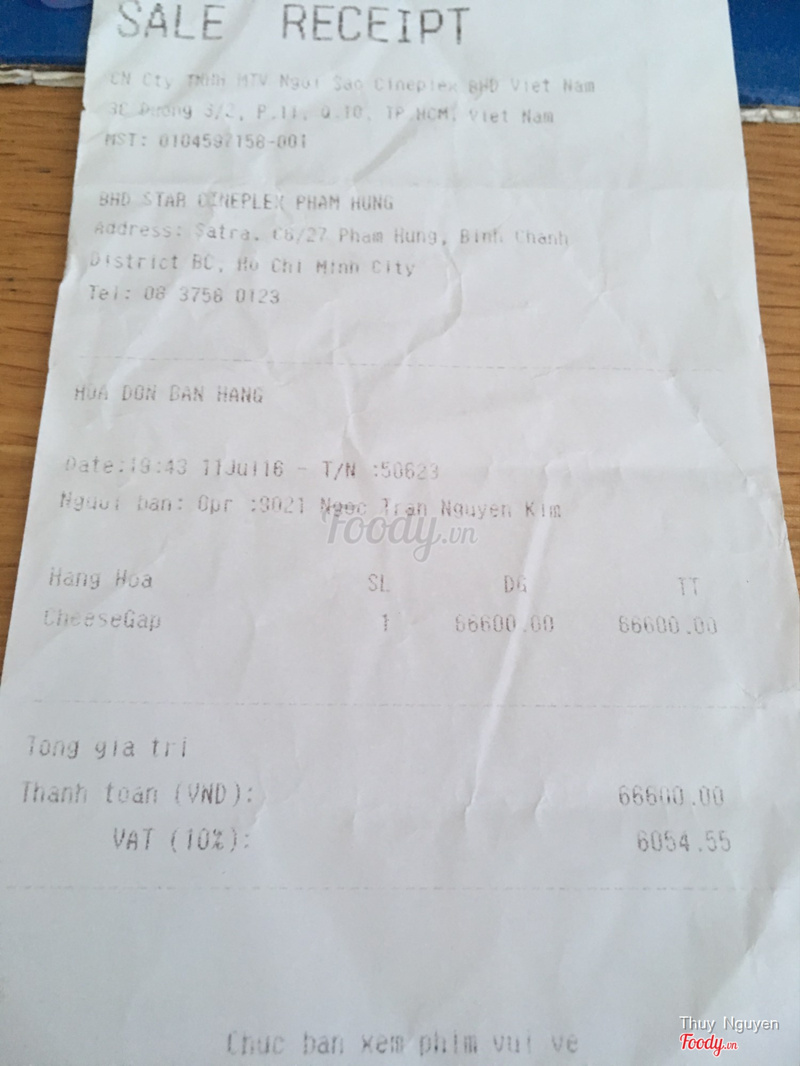 SALE RECEIPT
CN Cty TNHH MTV Ngoi Sao Cineplex BHD Viet Nam
3C Duong 3/2, P.11, Q.10, TP.HCM, Viet Nam
MST: 0104597158-001
BHD STAR CINEPLEX PHAM HUNG
Address: Satra, C6/27 Pham Hung, Binh Chanh
District BC, Ho Chi Minh City
Tel: 08 3758 0123
HOA DON BAN HANG
Date:19:43 11Jul16 - T/N :50623
Nguoi ban: Opr :9021 Ngoc Tran Nguyen Kim
Foody.vn
Hang Hoa SL DG TT
CheeseGap 1 66600.00 66600.00
Tong gia tri
Thanh toan (VND): 66600.00
VAT (10%): 6054.55
Chuc ban xem phim vui ve
Thuy Nguyen
Foody.vn